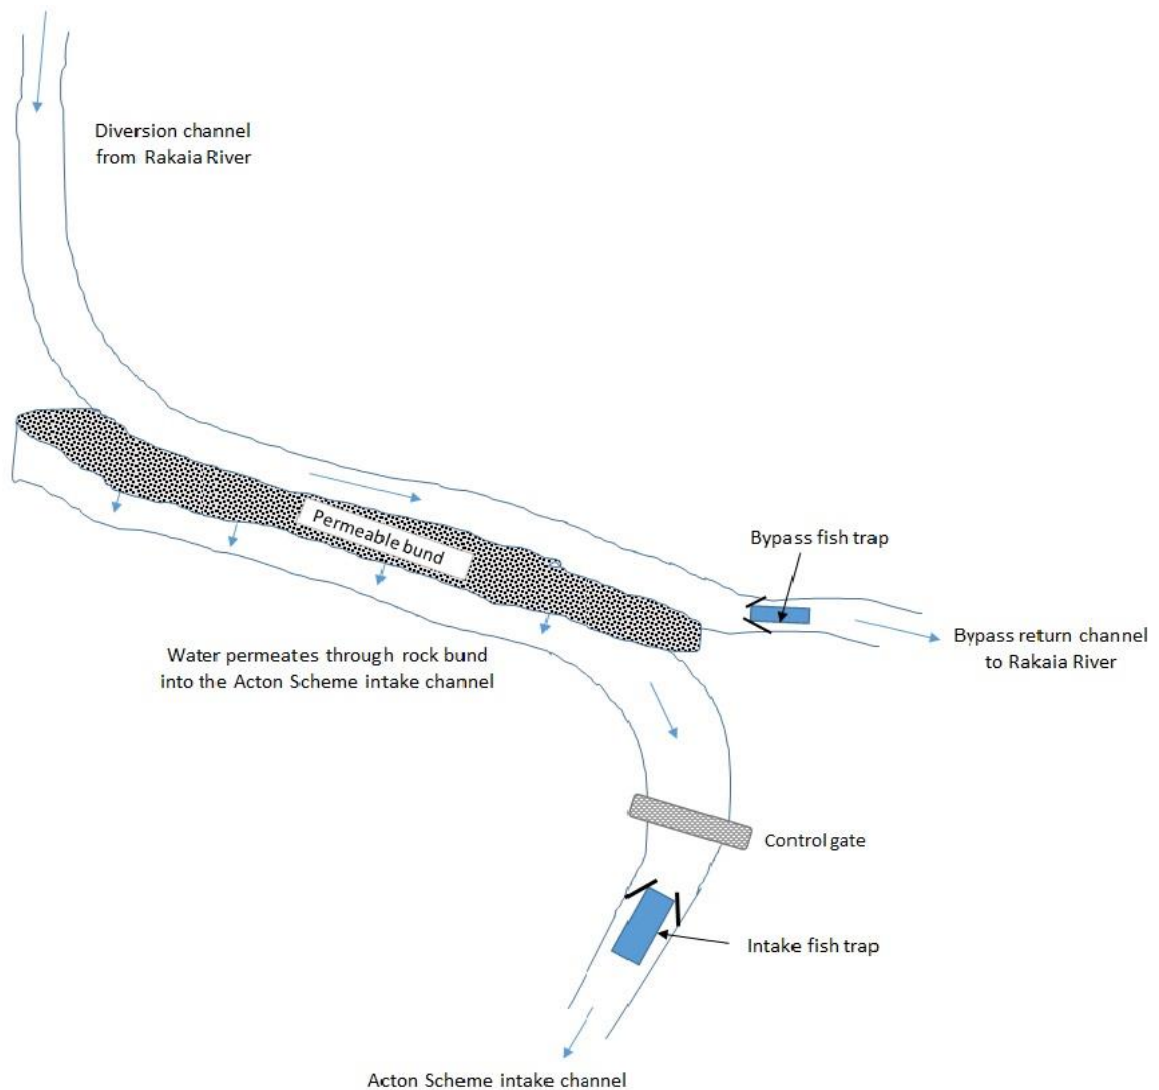 Diversion channel
from Rakaia River
Permeable bund
Bypass fish trap
Bypass return channel
to Rakaia River
Water permeates through rock bund
into the Acton Scheme intake channel
Control gate
Intake fish trap
Acton Scheme intake channel